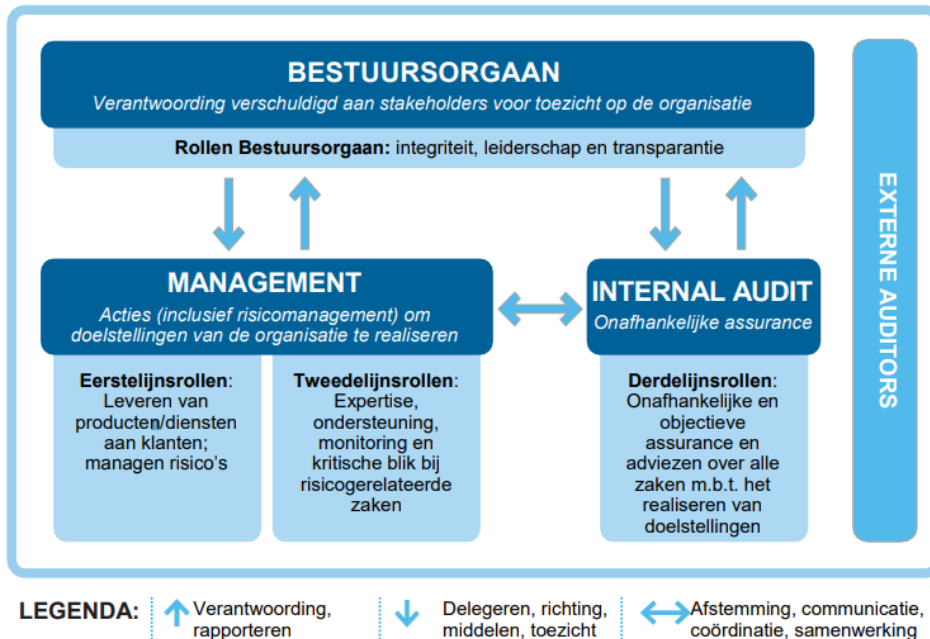 BESTUURSORGAAN
Verantwoording verschuldigd aan stakeholders voor toezicht op de organisatie
Rollen Bestuursorgaan: integriteit, leiderschap en transparantie
MANAGEMENT
Acties (inclusief risicomanagement) om
doelstellingen van de organisatie te realiseren
Eerstelijnsrollen:
Leveren van
producten/diensten
aan klanten;
managen risico's
Tweedelijnsrollen:
Expertise,
ondersteuning,
monitoring en
kritische blik bij
risicogerelateerde
zaken
INTERNAL AUDIT
Onafhankelijke assurance
Derdelijnsrollen:
Onafhankelijke en
objectieve
assurance en
adviezen over alle
zaken m.b.t. het
realiseren van
doelstellingen
EXTERNE AUDITORS
LEGENDA:
Verantwoording,
rapporteren
Delegeren, richting,
middelen, toezicht
Afstemming, communicatie,
coördinatie, samenwerking